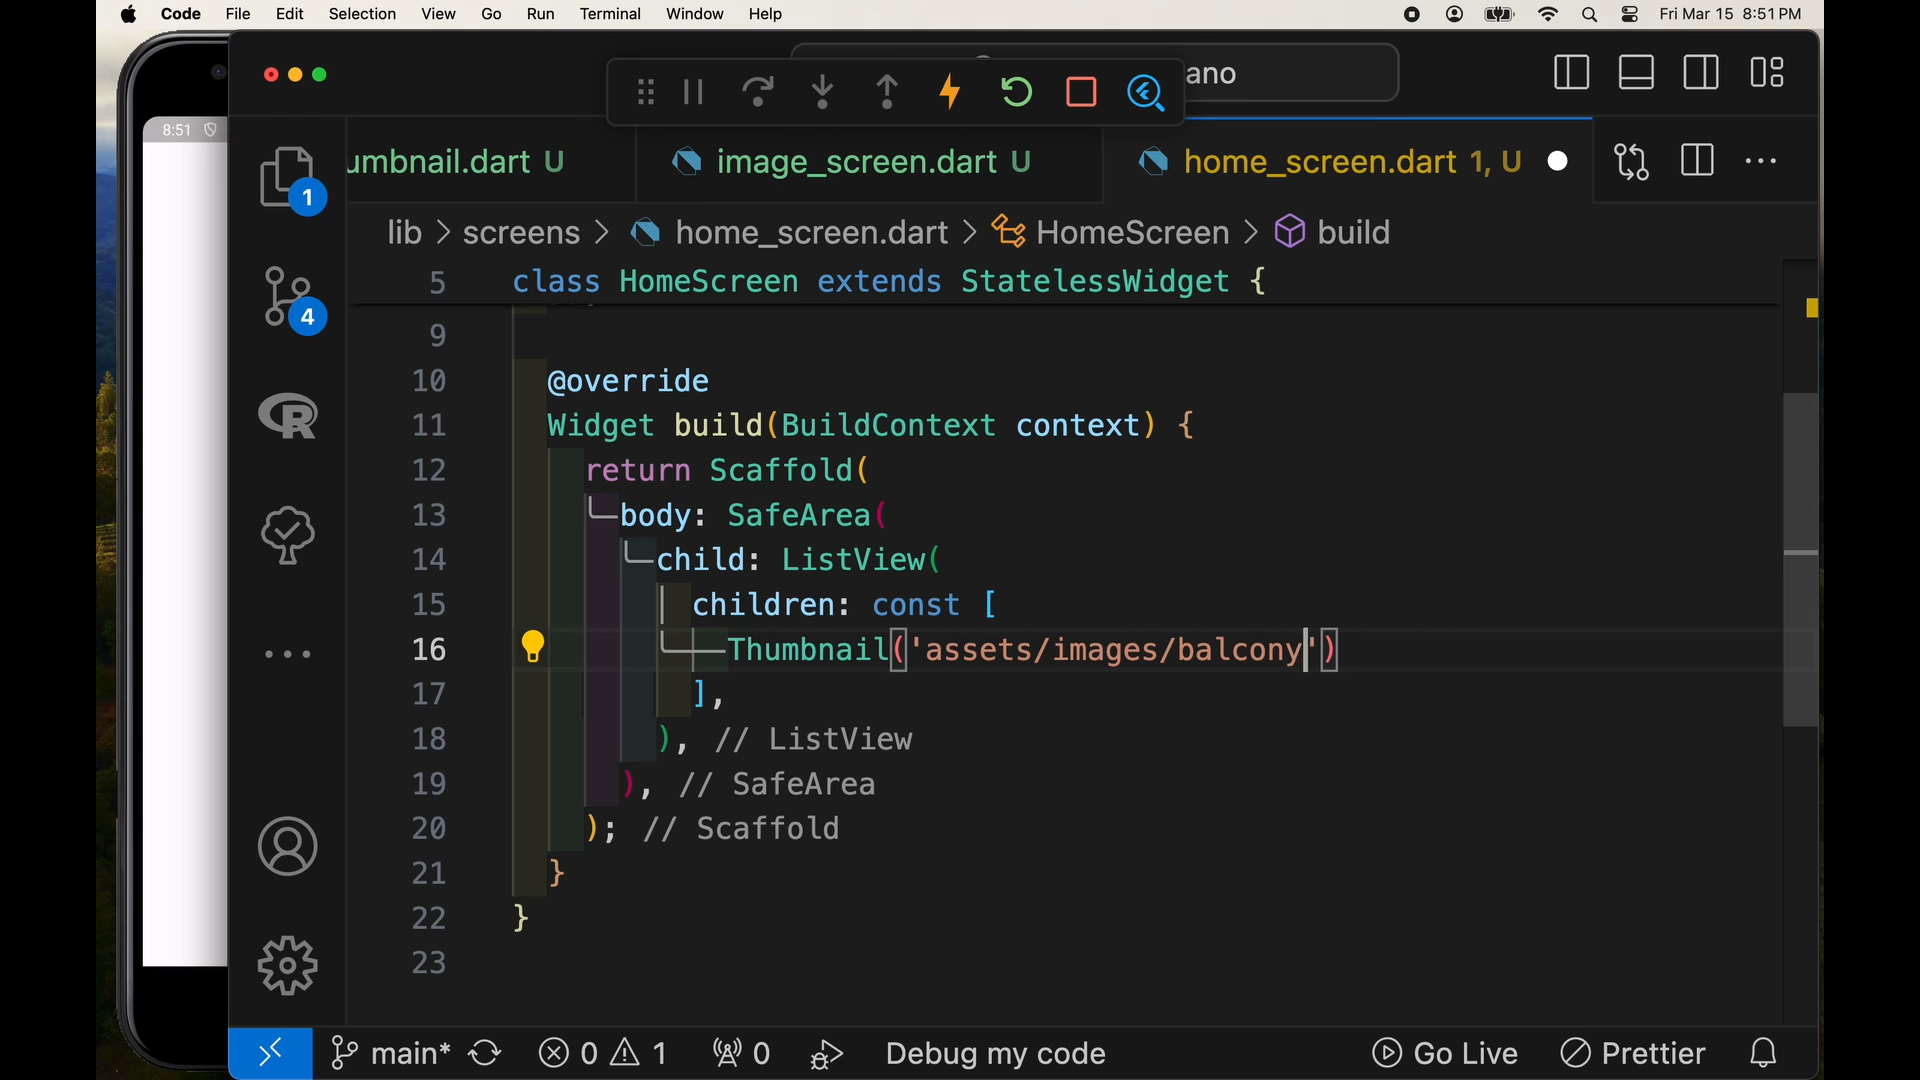 Code File Edit Selection View Go Run Terminal Window Help Fri Mar 15 8:51 PM
8:51
ano
umbnail.dart U image_screen.dart U home_screen.dart 1, U
1
lib > screens > home_screen.dart > HomeScreen > build
4
5 class HomeScreen extends StatelessWidget {
9
10 @override
11 Widget build(BuildContext context) {
12 return Scaffold(
13 body: SafeArea(
14 child: ListView(
15 children: const [
16 Thumbnail('assets/images/balcony')
17 ],
18 ), // ListView
19 ), // SafeArea
20 ); // Scaffold
21 }
22 }
23
main* 0 1 0 Debug my code Go Live Prettier